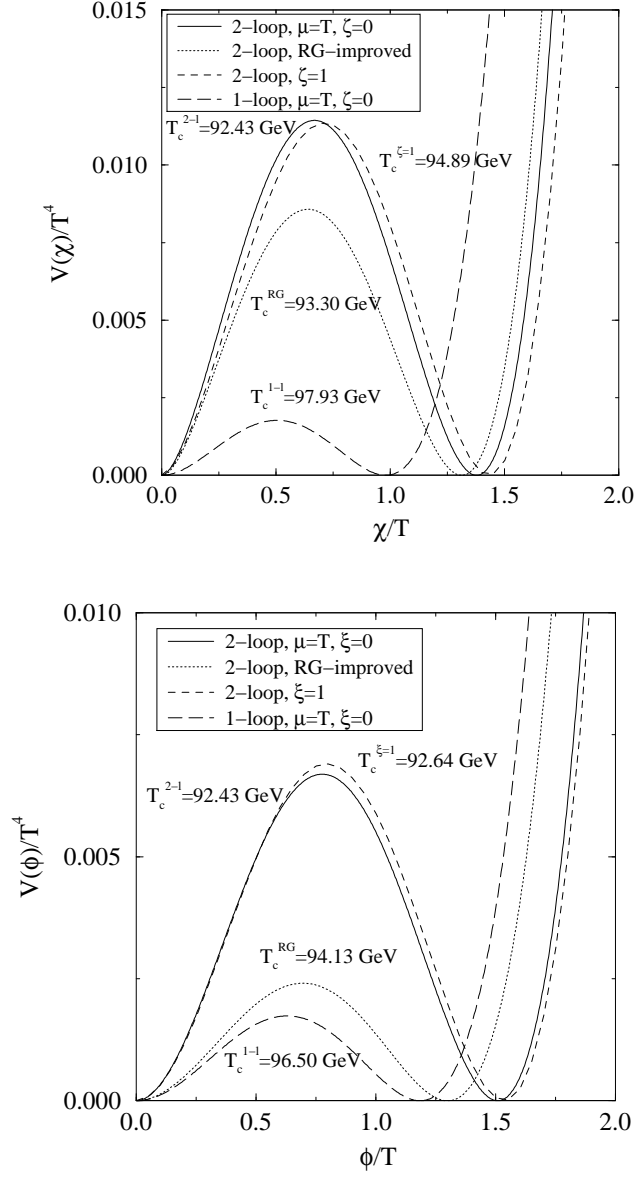 0.015
2−loop, μ=T, ζ=0
2−loop, RG−improved
2−loop, ζ=1
1−loop, μ=T, ζ=0
T_c^{2−l}=92.43 GeV
T_c^{ζ=1}=94.89 GeV
0.010
V(χ)/T^4
T_c^{RG}=93.30 GeV
0.005
T_c^{1−l}=97.93 GeV
0.000
0.0 0.5 1.0 1.5 2.0
χ/T
0.010
2−loop, μ=T, ξ=0
2−loop, RG−improved
2−loop, ξ=1
1−loop, μ=T, ξ=0
T_c^{ξ=1}=92.64 GeV
T_c^{2−l}=92.43 GeV
V(ϕ)/T^4
0.005
T_c^{RG}=94.13 GeV
T_c^{1−l}=96.50 GeV
0.000
0.0 0.5 1.0 1.5 2.0
ϕ/T